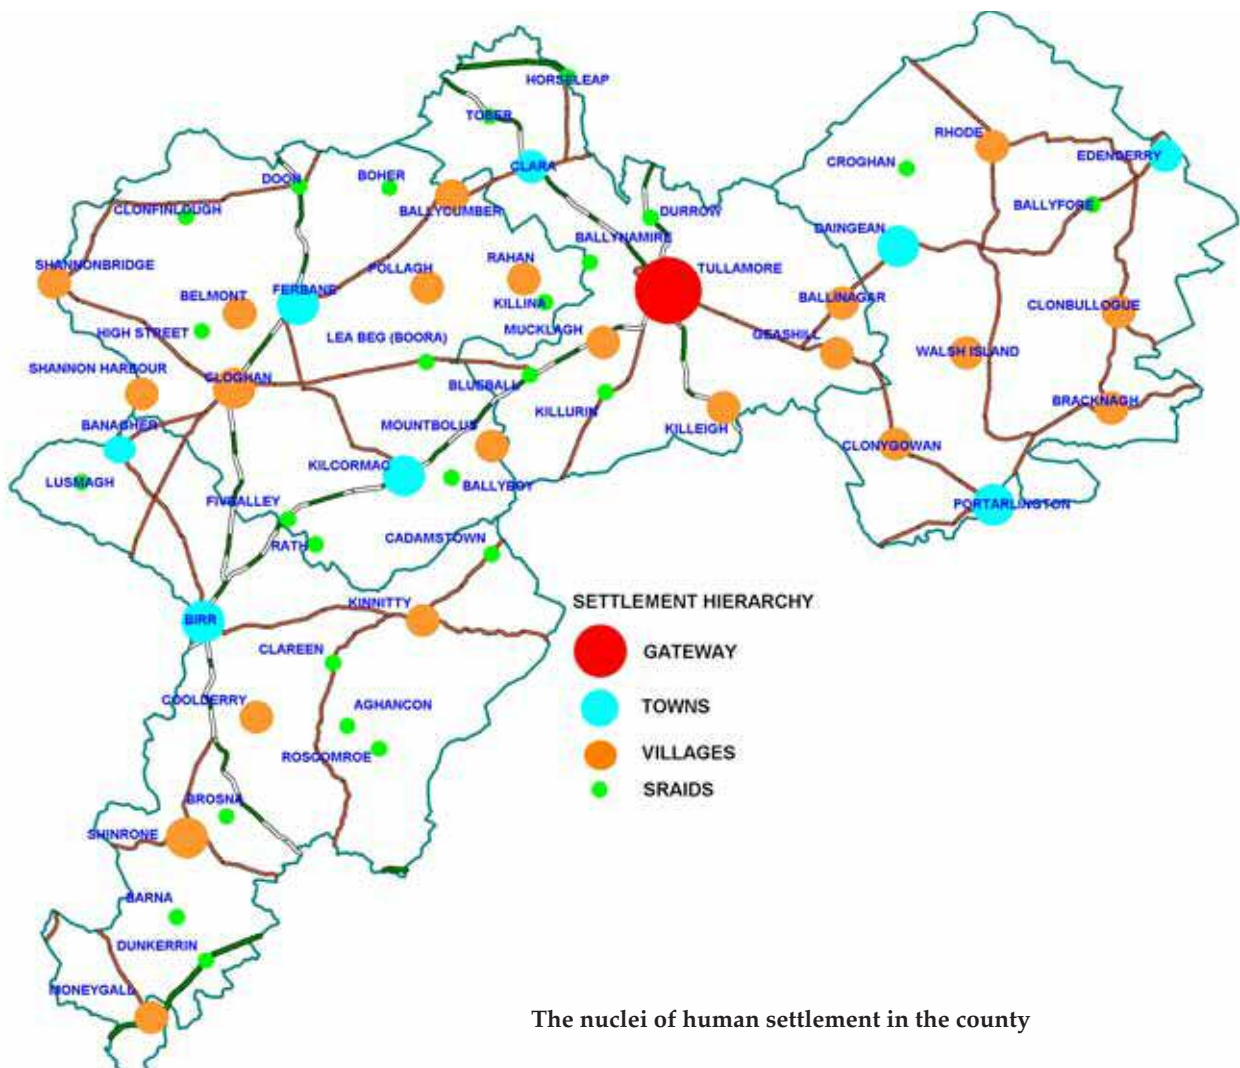 HORSELEAP
TOBER
RHODE
EDENDERRY
CROGHAN
CLARA
DOON
BOHER
BALLYCUMBER
CLONFINLOUGH
DURROW
BALLYFORE
BALLYNAMIRE
DAINGEAN
SHANNONBRIDGE
POLLAGH
RAHAN
TULLAMORE
BELMONT
FERBANE
KILLINA
BALLINAGAR
CLONBULLOGUE
HIGH STREET
LEA BEG (BOORA)
MUCKLAGH
GEASHILL
WALSH ISLAND
SHANNON HARBOUR
CLOGHAN
BLUEBALL
KILLURIN
BRACKNAGH
BANAGHER
MOUNTBOLUS
KILLEIGH
CLONYGOWAN
KILCORMAC
LUSMAGH
BALLYBOY
FIVEALLEY
PORTARLINGTON
RATH
CADAMSTOWN
KINNITTY
BIRR
CLAREEN
COOLDERRY
AGHANCON
ROSCOMROE
BROSNA
SHINRONE
BARNA
DUNKERRIN
MONEYGALL
SETTLEMENT HIERARCHY
GATEWAY
TOWNS
VILLAGES
SRAIDS
The nuclei of human settlement in the county